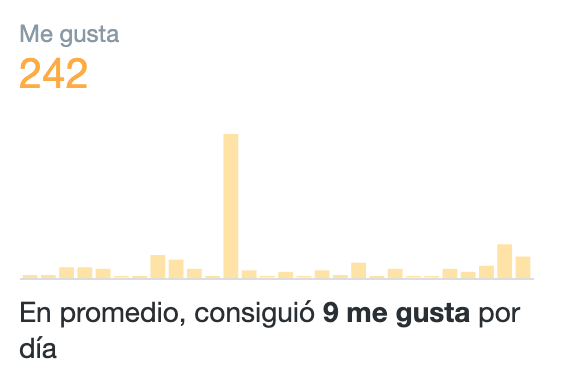 Me gusta
242
En promedio, consiguió 9 me gusta por
día